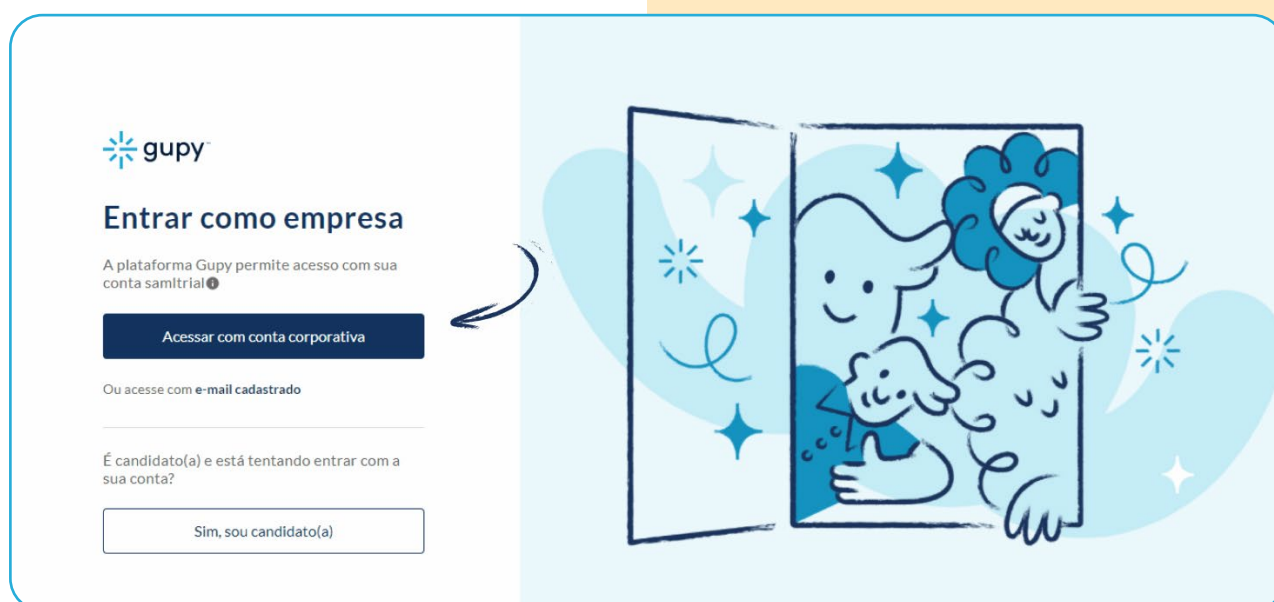 gupy
Entrar como empresa
A plataforma Gupy permite acesso com sua
conta samltrial
Acessar com conta corporativa
Ou acesse com e-mail cadastrado
É candidato(a) e está tentando entrar com a
sua conta?
Sim, sou candidato(a)